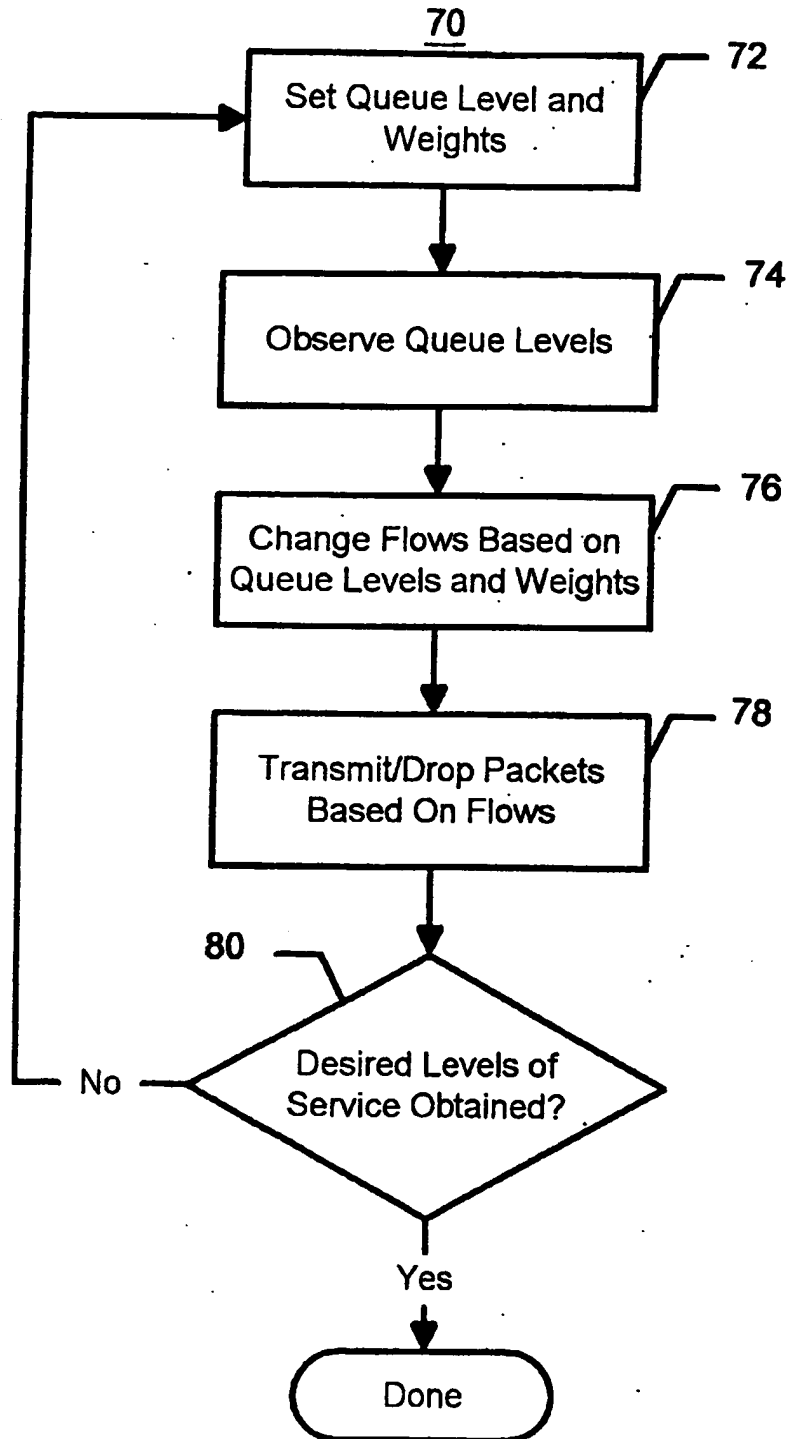 70
72
Set Queue Level and
Weights
74
Observe Queue Levels
76
Change Flows Based on
Queue Levels and Weights
78
Transmit/Drop Packets
Based On Flows
80
Desired Levels of
Service Obtained?
No
Yes
Done